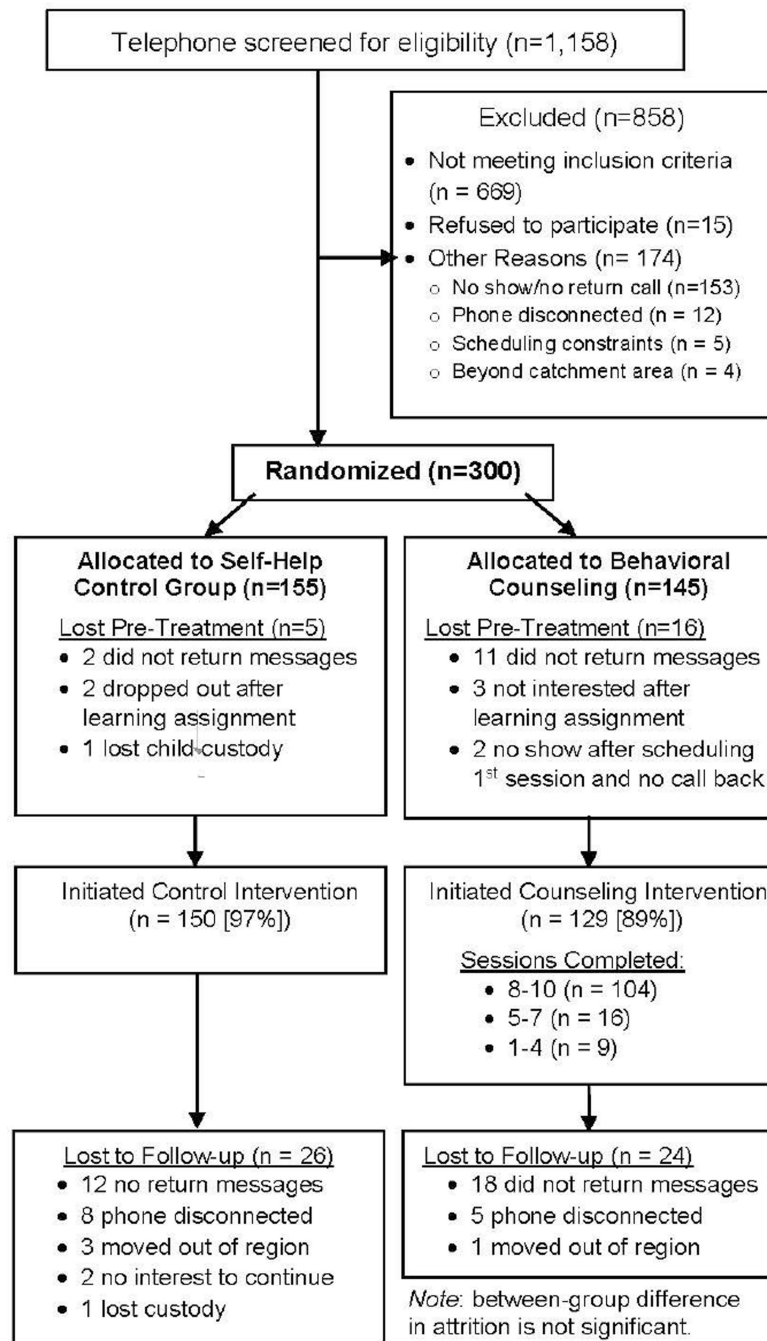 Telephone screened for eligibility (n=1,158)
Excluded (n=858)
• Not meeting inclusion criteria
(n = 669)
• Refused to participate (n=15)
• Other Reasons (n= 174)
○ No show/no return call (n=153)
○ Phone disconnected (n = 12)
○ Scheduling constraints (n = 5)
○ Beyond catchment area (n = 4)
Randomized (n=300)
Allocated to Self-Help
Control Group (n=155)
Lost Pre-Treatment (n=5)
• 2 did not return messages
• 2 dropped out after
learning assignment
• 1 lost child custody
Allocated to Behavioral
Counseling (n=145)
Lost Pre-Treatment (n=16)
• 11 did not return messages
• 3 not interested after
learning assignment
• 2 no show after scheduling
1st session and no call back
Initiated Control Intervention
(n = 150 [97%])
Initiated Counseling Intervention
(n = 129 [89%])
Sessions Completed:
• 8-10 (n = 104)
• 5-7 (n = 16)
• 1-4 (n = 9)
Lost to Follow-up (n = 26)
• 12 no return messages
• 8 phone disconnected
• 3 moved out of region
• 2 no interest to continue
• 1 lost custody
Lost to Follow-up (n = 24)
• 18 did not return messages
• 5 phone disconnected
• 1 moved out of region
Note: between-group difference
in attrition is not significant.